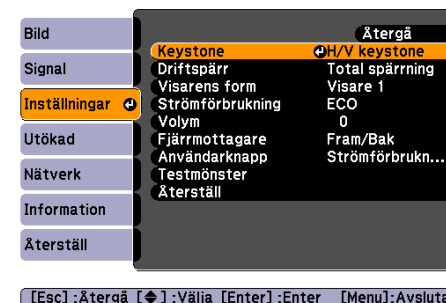 Bild
Signal
Inställningar
Utökad
Nätverk
Information
Återställ
Återgå
Keystone H/V keystone
Driftspärr Total spärrning
Visarens form Visare 1
Strömförbrukning ECO
Volym 0
Fjärrmottagare Fram/Bak
Användarknapp Strömförbrukn...
Testmönster
Återställ
[Esc] :Återgå [◆] :Välja [Enter] :Enter [Menu]:Avsluta